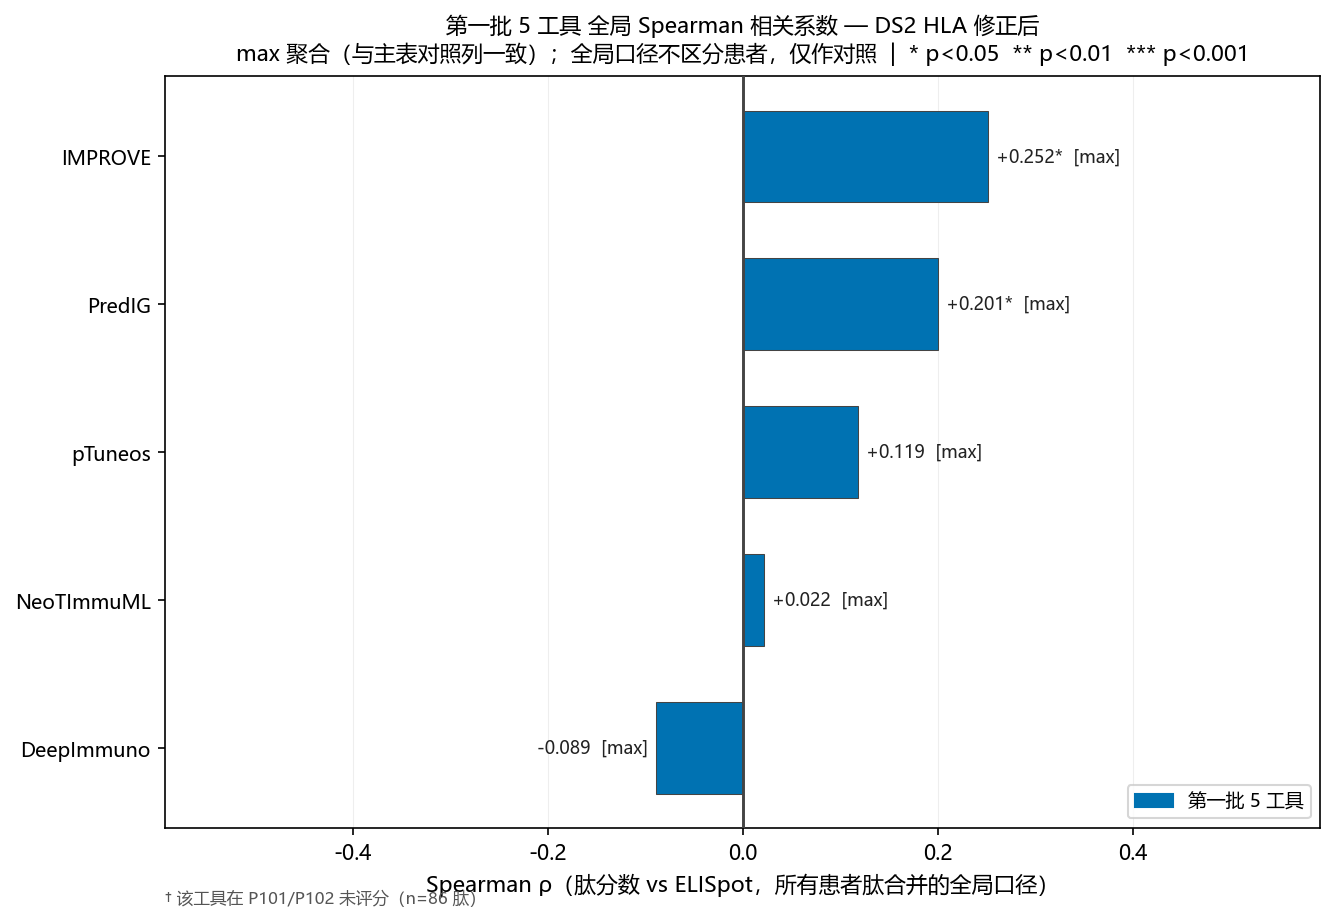 第一批 5 工具 全局 Spearman 相关系数 — DS2 HLA 修正后
max 聚合（与主表对照列一致）；全局口径不区分患者，仅作对照 | * p<0.05  ** p<0.01  *** p<0.001
IMPROVE
+0.252*  [max]
PredIG
+0.201*  [max]
pTuneos
+0.119  [max]
NeoTImmuML
+0.022  [max]
DeepImmuno
-0.089  [max]
第一批 5 工具
-0.4
-0.2
0.0
0.2
0.4
Spearman ρ（肽分数 vs ELISpot，所有患者肽合并的全局口径）
† 该工具在 P101/P102 未评分（n=86 肽）